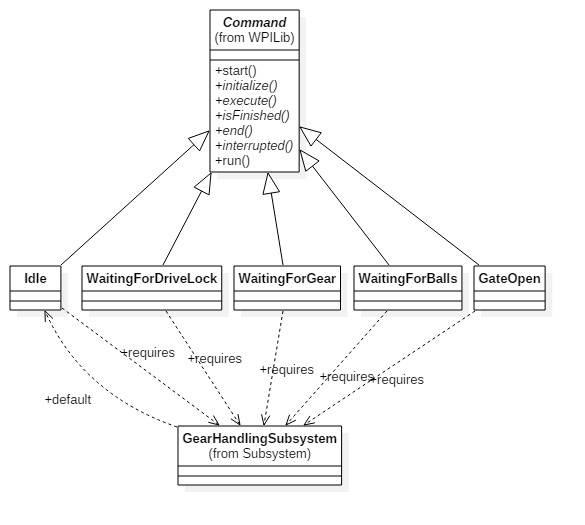 Command
(from WPILib)
+start()
+initialize()
+execute()
+isFinished()
+end()
+interrupted()
+run()
Idle
WaitingForDriveLock
WaitingForGear
WaitingForBalls
GateOpen
+requires
+requires
+requires
+requires
+requires
+default
GearHandlingSubsystem
(from Subsystem)